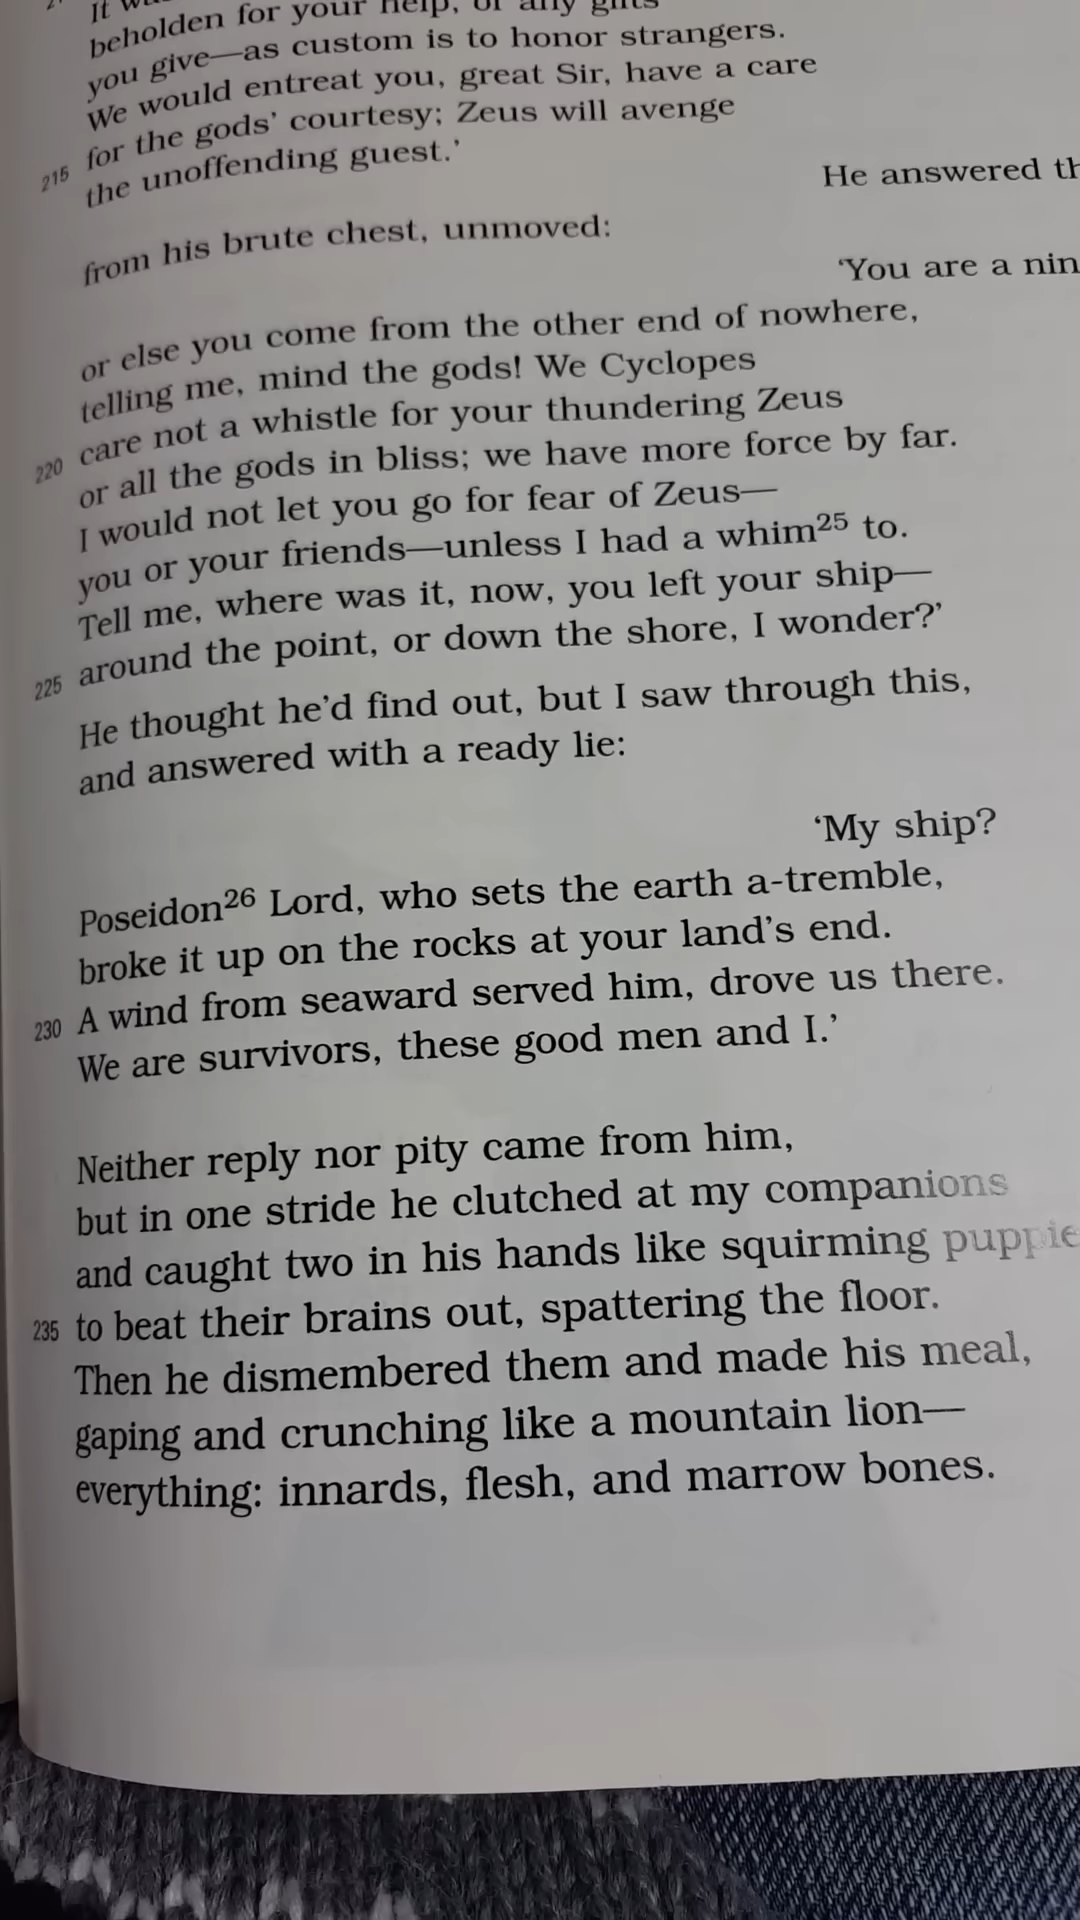 It
beholden for your help, or any gifts
you give—as custom is to honor strangers.
We would entreat you, great Sir, have a care
for the gods’ courtesy; Zeus will avenge
215 the unoffending guest.’
He answered
from his brute chest, unmoved:
‘You are a
or else you come from the other end of nowhere,
telling me, mind the gods! We Cyclopes
care not a whistle for your thundering Zeus
220 or all the gods in bliss; we have more force by far.
I would not let you go for fear of Zeus—
you or your friends—unless I had a whim25 to.
Tell me, where was it, now, you left your ship—
225 around the point, or down the shore, I wonder?’
He thought he’d find out, but I saw through this,
and answered with a ready lie:
‘My ship?
Poseidon26 Lord, who sets the earth a-tremble,
broke it up on the rocks at your land’s end.
230 A wind from seaward served him, drove us there.
We are survivors, these good men and I.’
Neither reply nor pity came from him,
but in one stride he clutched at my companions
and caught two in his hands like squirming
235 to beat their brains out, spattering the floor.
Then he dismembered them and made his meal,
gaping and crunching like a mountain lion—
everything: innards, flesh, and marrow bones.